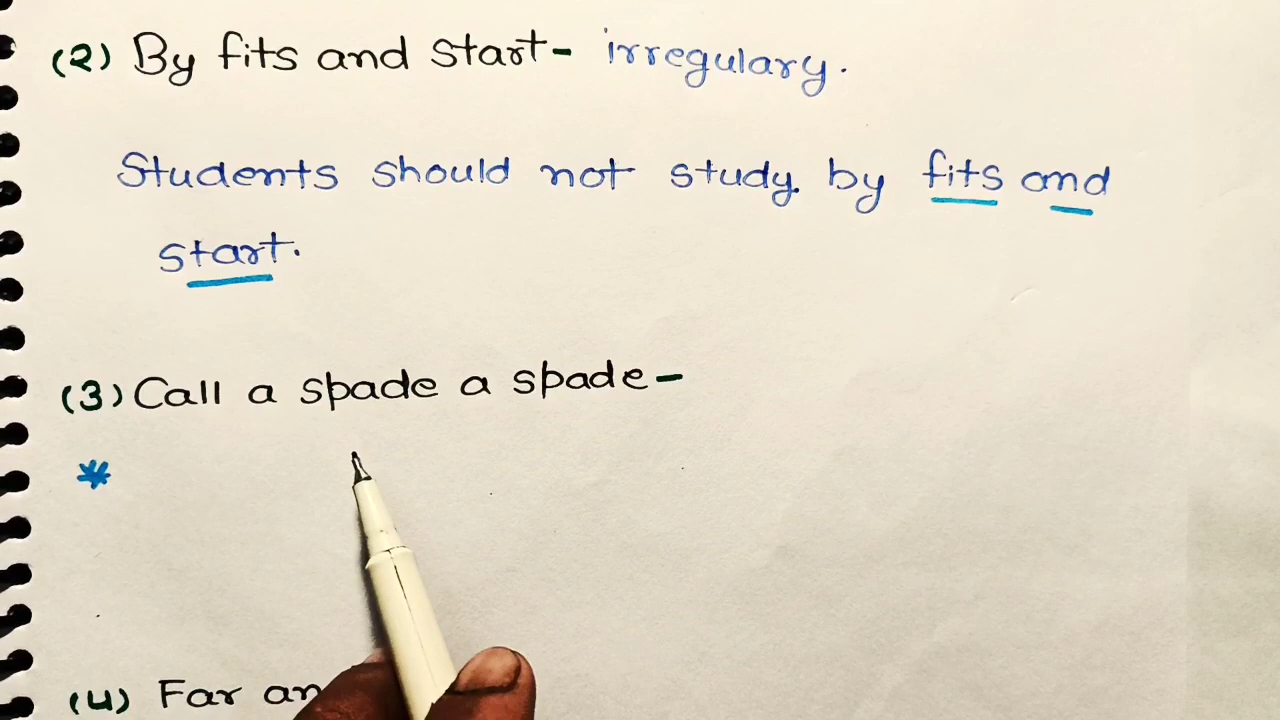 (2) By fits and start- irregulary.
Students should not study by fits and
start.
(3) Call a spade a spade-
*
(4) Far an